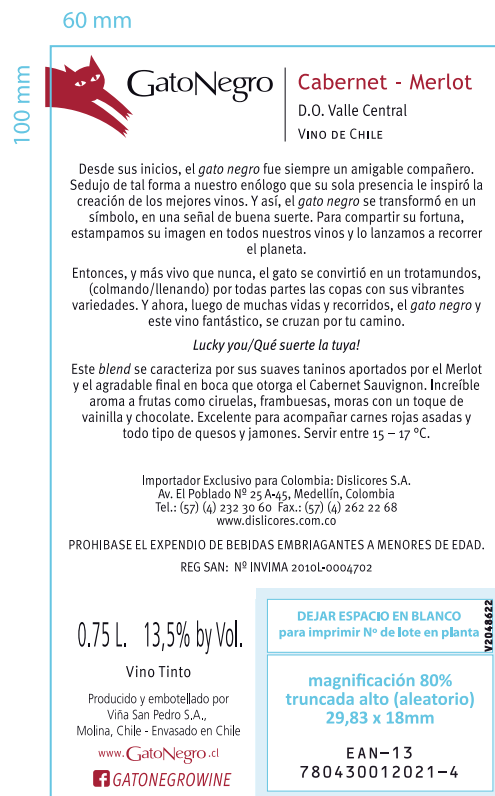 60 mm
100 mm
GatoNegro
Cabernet - Merlot
D.O. Valle Central
VINO DE CHILE
Desde sus inicios, el gato negro fue siempre un amigable compañero.
Sedujo de tal forma a nuestro enólogo que su sola presencia le inspiró la
creación de los mejores vinos. Y así, el gato negro se transformó en un
símbolo, en una señal de buena suerte. Para compartir su fortuna,
estampamos su imagen en todos nuestros vinos y lo lanzamos a recorrer
el planeta.
Entonces, y más vivo que nunca, el gato se convirtió en un trotamundos,
(colmando/llenando) por todas partes las copas con sus vibrantes
variedades. Y ahora, luego de muchas vidas y recorridos, el gato negro y
este vino fantástico, se cruzan por tu camino.
Lucky you/Qué suerte la tuya!
Este blend se caracteriza por sus suaves taninos aportados por el Merlot
y el agradable final en boca que otorga el Cabernet Sauvignon. Increíble
aroma a frutas como ciruelas, frambuesas, moras con un toque de
vainilla y chocolate. Excelente para acompañar carnes rojas asadas y
todo tipo de quesos y jamones. Servir entre 15 – 17 °C.
Importador Exclusivo para Colombia: Dislicores S.A.
Av. El Poblado Nº 25 A-45, Medellín, Colombia
Tel.: (57) (4) 232 30 60 Fax.: (57) (4) 262 22 68
www.dislicores.com.co
PROHIBASE EL EXPENDIO DE BEBIDAS EMBRIAGANTES A MENORES DE EDAD.
REG SAN: Nº INVIMA 2010L-0004702
0.75 L. 13,5% by Vol.
Vino Tinto
Producido y embotellado por
Viña San Pedro S.A.,
Molina, Chile - Envasado en Chile
www.GatoNegro.cl
GATONEGROWINE
DEJAR ESPACIO EN BLANCO
para imprimir Nº de lote en planta
V2048622
magnificación 80%
truncada alto (aleatorio)
29,83 x 18mm
EAN-13
780430012021-4